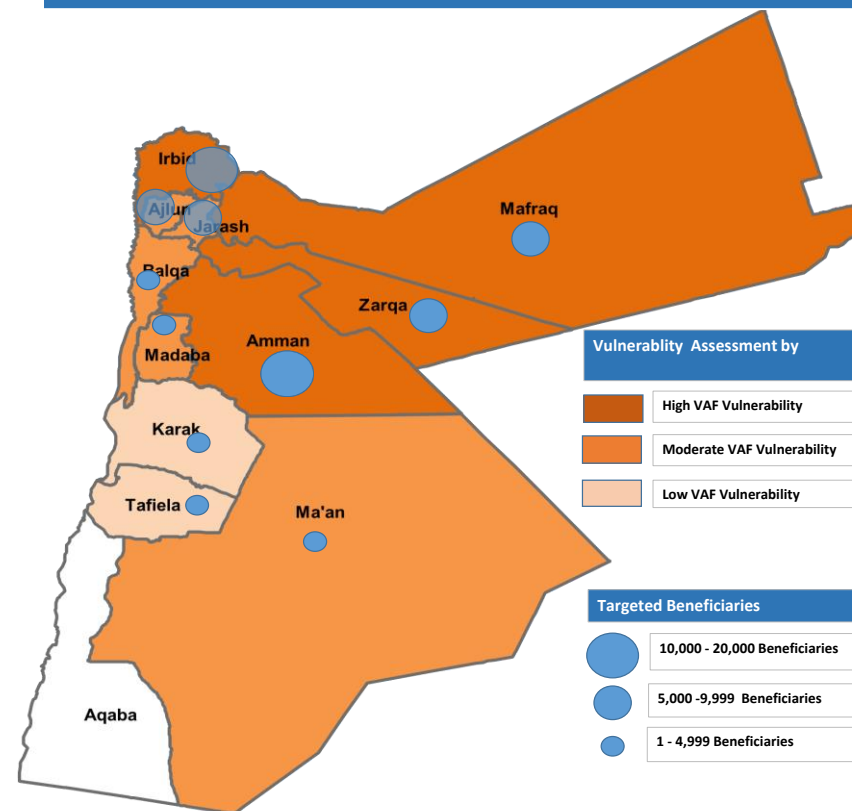 Irbid
Ajlun
Jarash
Mafraq
Balqa
Zarqa
Amman
Madaba
Karak
Tafiela
Ma'an
Aqaba
Vulnerablity Assessment by
High VAF Vulnerability
Moderate VAF Vulnerability
Low VAF Vulnerability
Targeted Beneficiaries
10,000 - 20,000 Beneficiaries
5,000 -9,999 Beneficiaries
1 - 4,999 Beneficiaries